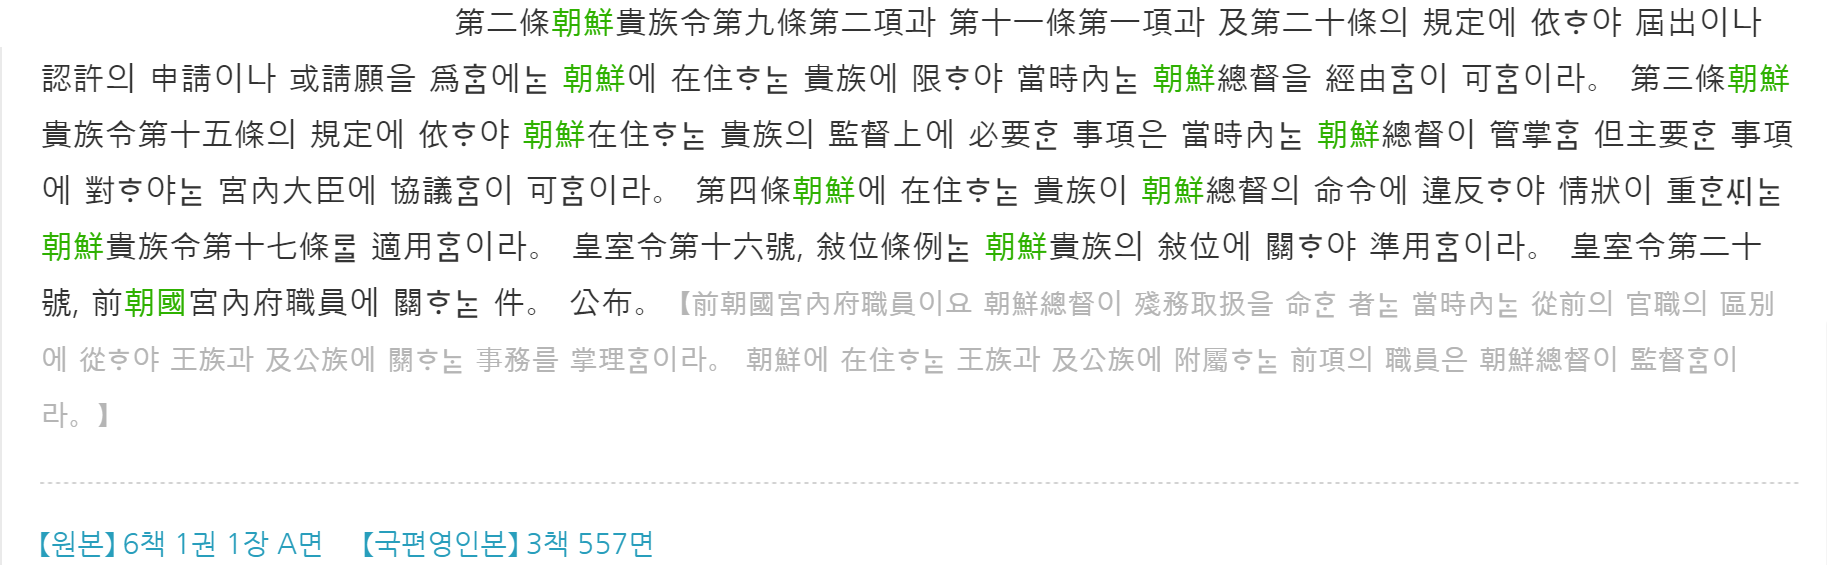 第二條朝鮮貴族令第九條第二項과 第十一條第一項과 及第二十條의 規定에 依ᄒᆞ야 屆出이나
認許의 申請이나 或請願을 爲ᄒᆞᆷ에ᄂᆞᆫ 朝鮮에 在住ᄒᆞᄂᆞᆫ 貴族에 限ᄒᆞ야 當時內ᄂᆞᆫ 朝鮮總督을 經由ᄒᆞᆷ이 可ᄒᆞᆷ이라。 第三條朝鮮
貴族令第十五條의 規定에 依ᄒᆞ야 朝鮮在住ᄒᆞᄂᆞᆫ 貴族의 監督上에 必要ᄒᆞᆫ 事項은 當時內ᄂᆞᆫ 朝鮮總督이 管掌ᄒᆞᆷ 但主要ᄒᆞᆫ 事項
에 對ᄒᆞ야ᄂᆞᆫ 宮內大臣에 協議ᄒᆞᆷ이 可ᄒᆞᆷ이라。 第四條朝鮮에 在住ᄒᆞᄂᆞᆫ 貴族이 朝鮮總督의 命令에 違反ᄒᆞ야 情狀이 重ᄒᆞᆫᄯᆡᄂᆞᆫ
朝鮮貴族令第十七條ᄅᆞᆯ 適用ᄒᆞᆷ이라。 皇室令第十六號, 敍位條例ᄂᆞᆫ 朝鮮貴族의 敍位에 關ᄒᆞ야 準用ᄒᆞᆷ이라。 皇室令第二十
號, 前朝國宮內府職員에 關ᄒᆞᄂᆞᆫ 件。 公布。【前朝國宮內府職員이요 朝鮮總督이 殘務取扱을 命ᄒᆞᆫ 者ᄂᆞᆫ 當時內ᄂᆞᆫ 從前의 官職의 區別
에 從ᄒᆞ야 王族과 及公族에 關ᄒᆞᄂᆞᆫ 事務를 掌理ᄒᆞᆷ이라。 朝鮮에 在住ᄒᆞᄂᆞᆫ 王族과 及公族에 附屬ᄒᆞᄂᆞᆫ 前項의 職員은 朝鮮總督이 監督ᄒᆞᆷ이
라。】
【원본】 6책 1권 1장 A면 【국편영인본】 3책 557면